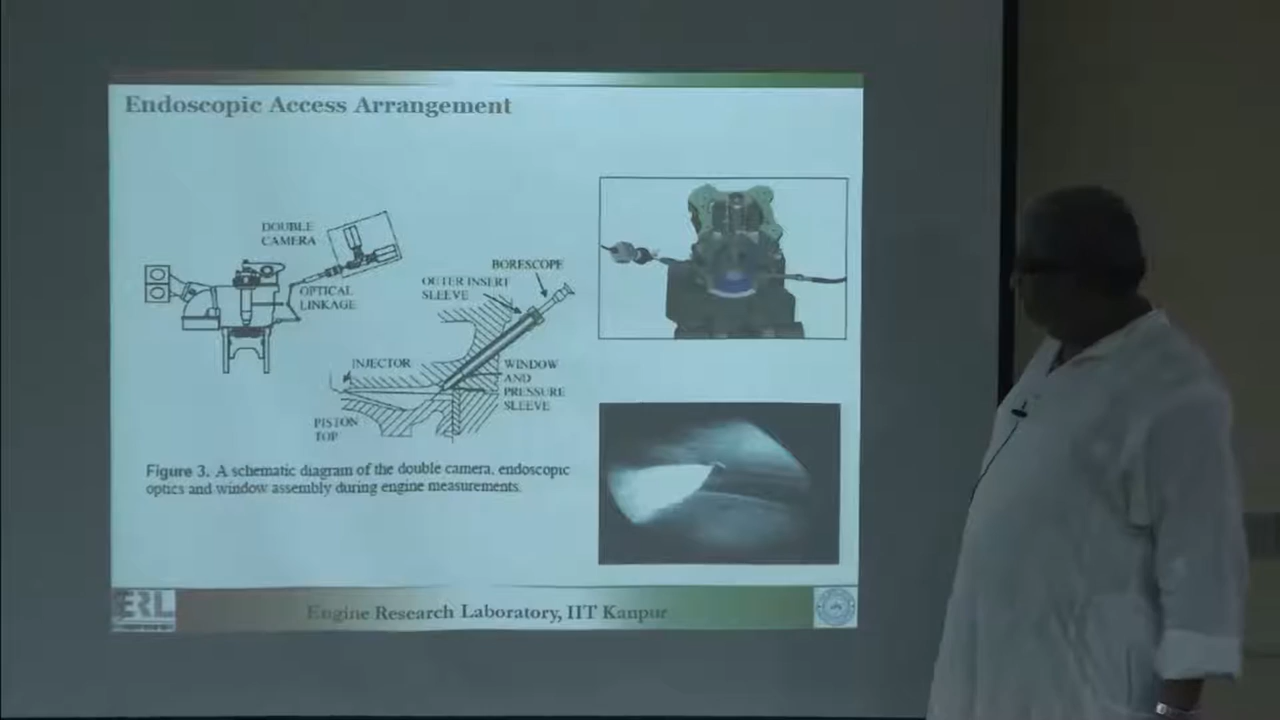 Endoscopic Access Arrangement
DOUBLE
CAMERA
OPTICAL
LINKAGE
BORESCOPE
OUTER INSERT
SLEEVE
INJECTOR
WINDOW
AND
PRESSURE
SLEEVE
PISTON
TOP
Figure 3. A schematic diagram of the double camera, endoscopic
optics and window assembly during engine measurements.
ERL
Engine Research Laboratory, IIT Kanpur